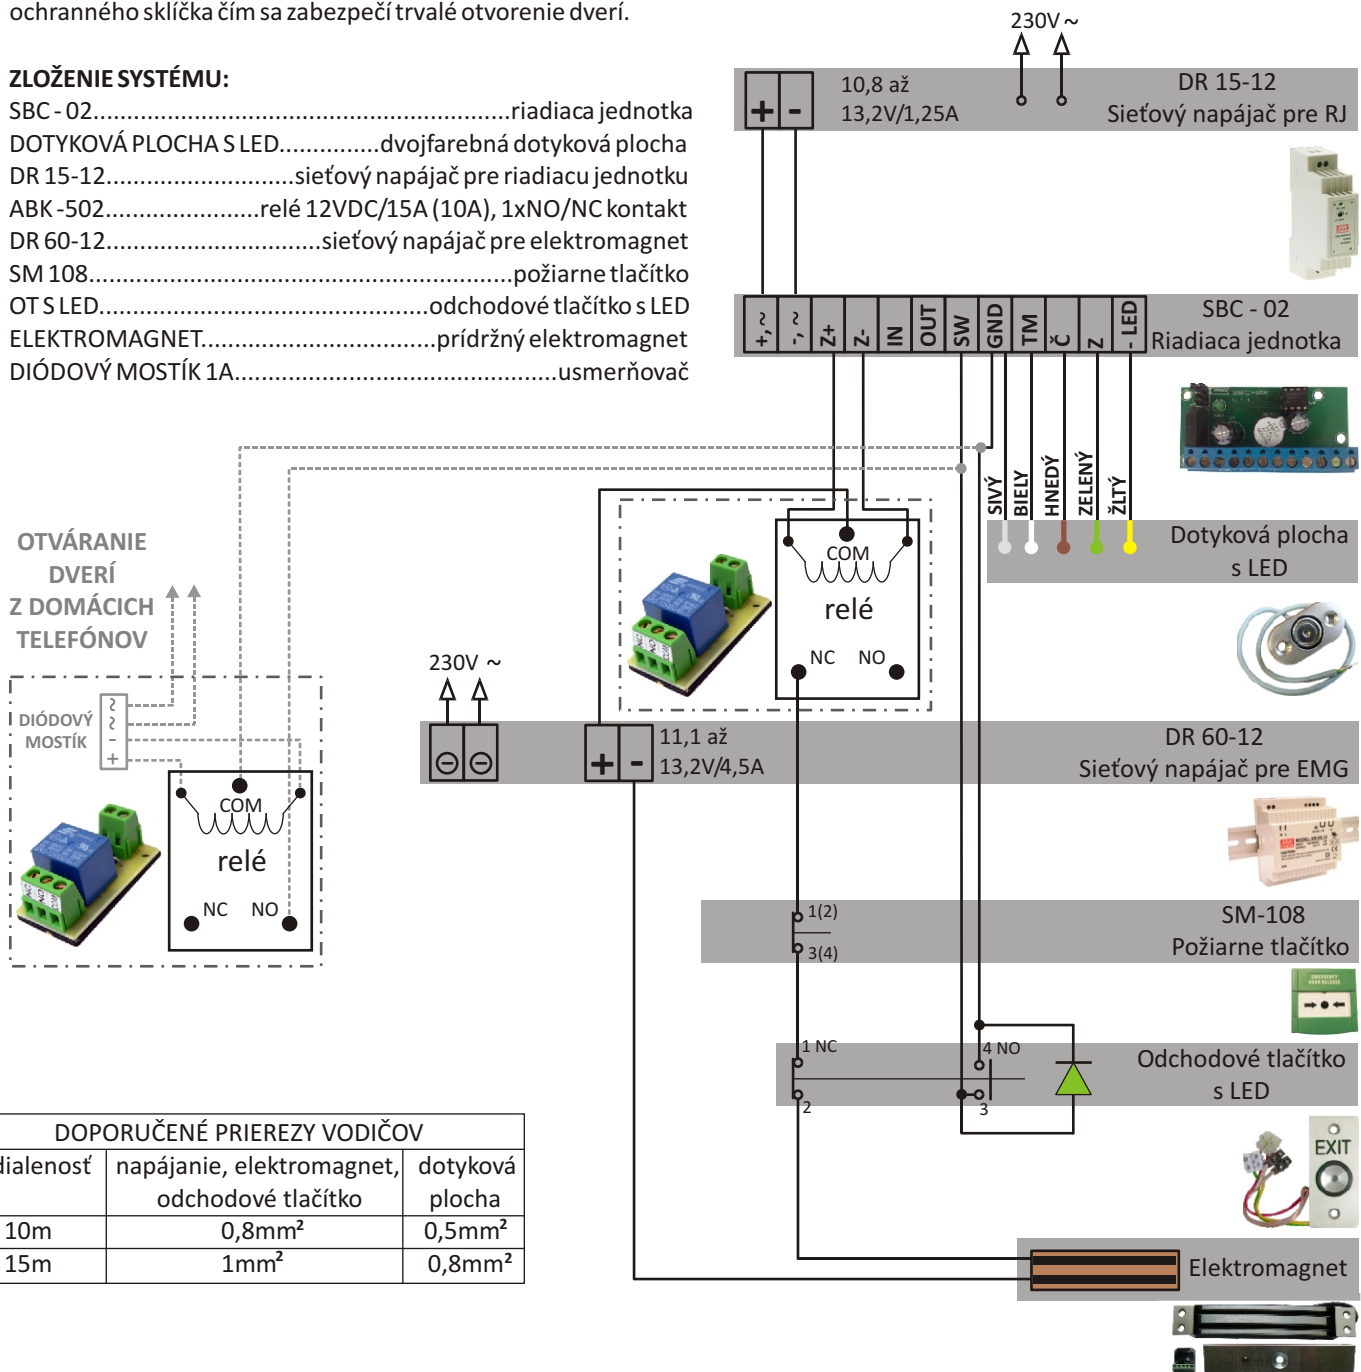 ochranného sklíčka čím sa zabezpečí trvalé otvorenie dverí.
ZLOŽENIE SYSTÉMU:
SBC - 02....................................................riadiaca jednotka
DOTYKOVÁ PLOCHA S LED...............dvojfarebná dotyková plocha
DR 15-12........................sieťový napájač pre riadiacu jednotku
ABK -502...................relé 12VDC/15A (10A), 1xNO/NC kontakt
DR 60-12...........................sieťový napájač pre elektromagnet
SM 108.....................................................požiarne tlačítko
OT S LED..........................................odchodové tlačítko s LED
ELEKTROMAGNET.............................prídržný elektromagnet
DIÓDOVÝ MOSTÍK 1A........................................usmerňovač
230V ~
+ -
10,8 až
13,2V/1,25A
DR 15-12
Sieťový napájač pre RJ
+,~
-,~
Z+
Z-
IN
OUT
SW
GND
TM
Č
Z
- LED
SBC - 02
Riadiaca jednotka
SIVÝ
BIELY
HNEDÝ
ZELENÝ
ŽLTÝ
Dotyková plocha
s LED
OTVÁRANIE
DVERÍ
Z DOMÁCICH
TELEFÓNOV
DIÓDOVÝ
MOSTÍK
~
~
-
+
COM
relé
NC NO
COM
relé
NC NO
230V ~
+ -
11,1 až
13,2V/4,5A
DR 60-12
Sieťový napájač pre EMG
1(2)
3(4)
SM-108
Požiarne tlačítko
1 NC
2
4 NO
3
Odchodové tlačítko
s LED
EXIT
Elektromagnet
DOPORUČENÉ PRIEREZY VODIČOV
dialenosť napájanie, elektromagnet, dotyková
odchodové tlačítko plocha
10m 0,8mm² 0,5mm²
15m 1mm² 0,8mm²